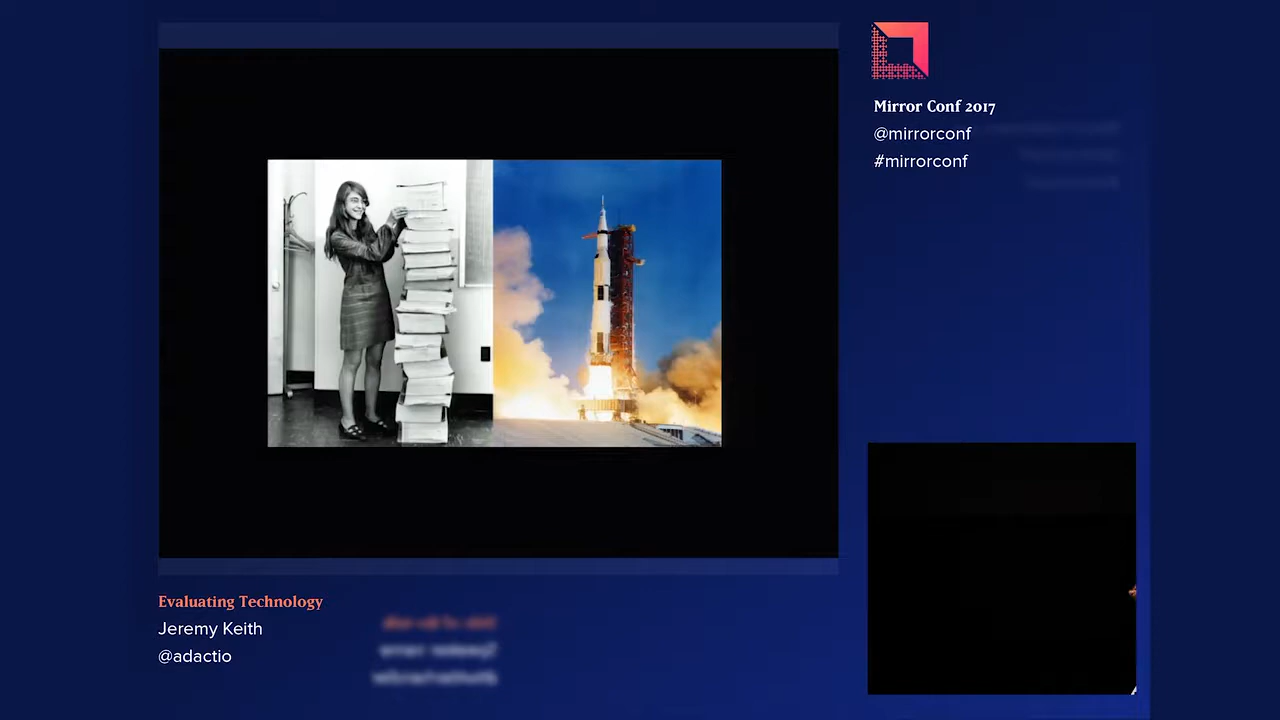 Mirror Conf 2017
@mirrorconf
#mirrorconf
Evaluating Technology
Jeremy Keith
@adactio